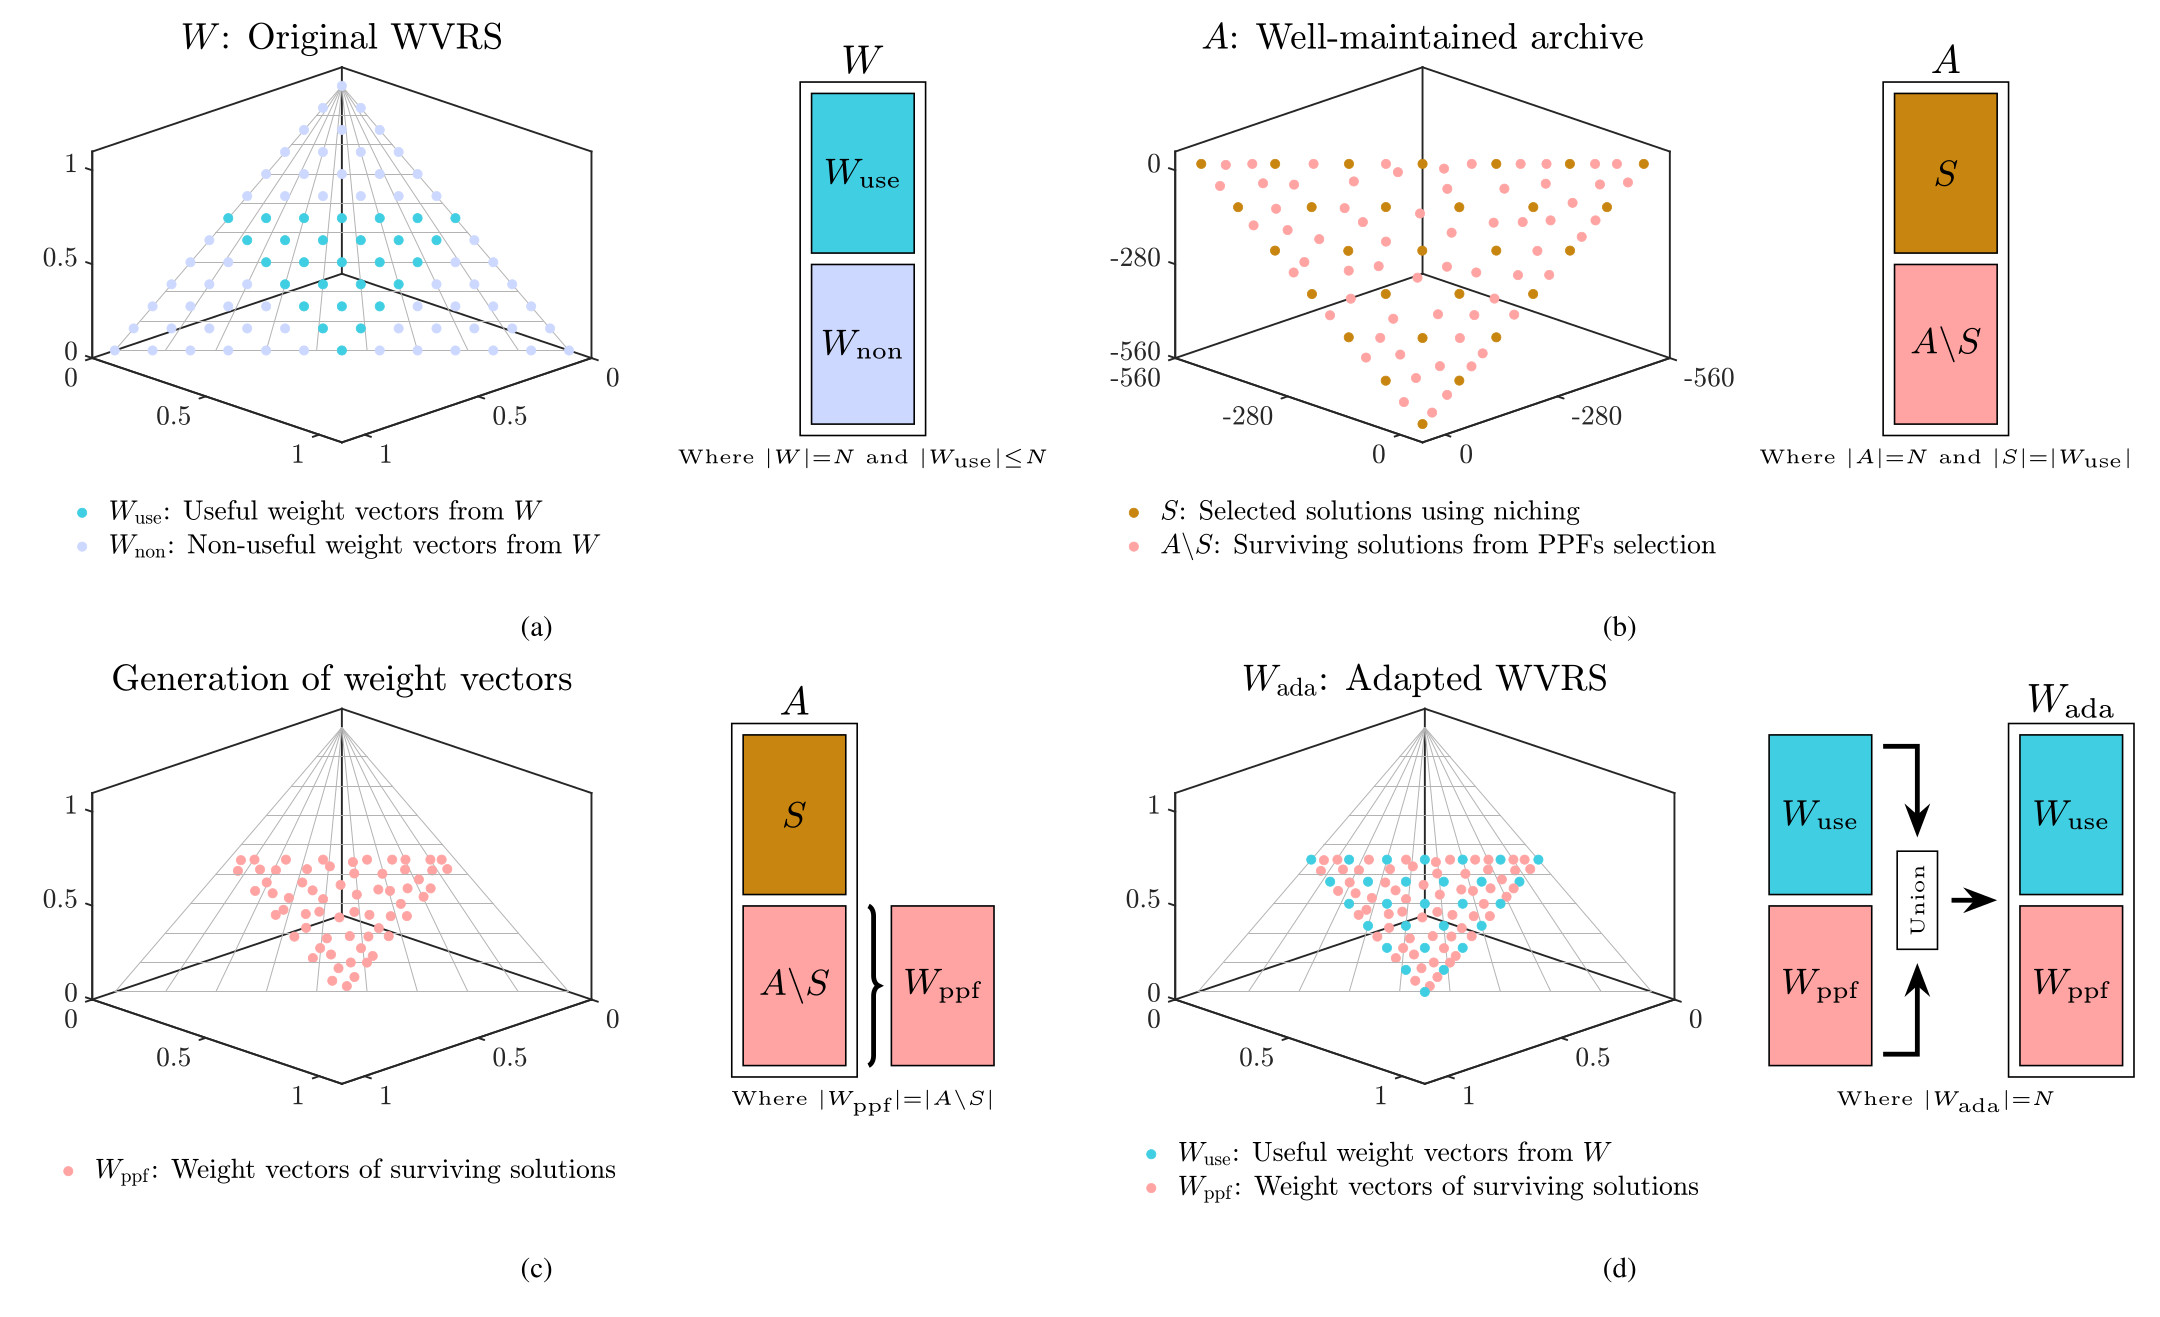 W: Original WVRS
W
1
0.5
0
0
0.5
1
1
0.5
0
W_use
W_non
Where |W|=N and |W_use|≤N
W_use: Useful weight vectors from W
W_non: Non-useful weight vectors from W
(a)
A: Well-maintained archive
A
0
-280
-560
-560
-280
0
0
-280
-560
S
A\S
Where |A|=N and |S|=|W_use|
S: Selected solutions using niching
A\S: Surviving solutions from PPFs selection
(b)
Generation of weight vectors
A
1
0.5
0
0
0.5
1
1
0.5
0
S
A\S
W_ppf
Where |W_ppf|=|A\S|
W_ppf: Weight vectors of surviving solutions
(c)
W_ada: Adapted WVRS
W_ada
1
0.5
0
0
0.5
1
1
0.5
0
W_use
W_ppf
Union
W_use
W_ppf
Where |W_ada|=N
W_use: Useful weight vectors from W
W_ppf: Weight vectors of surviving solutions
(d)